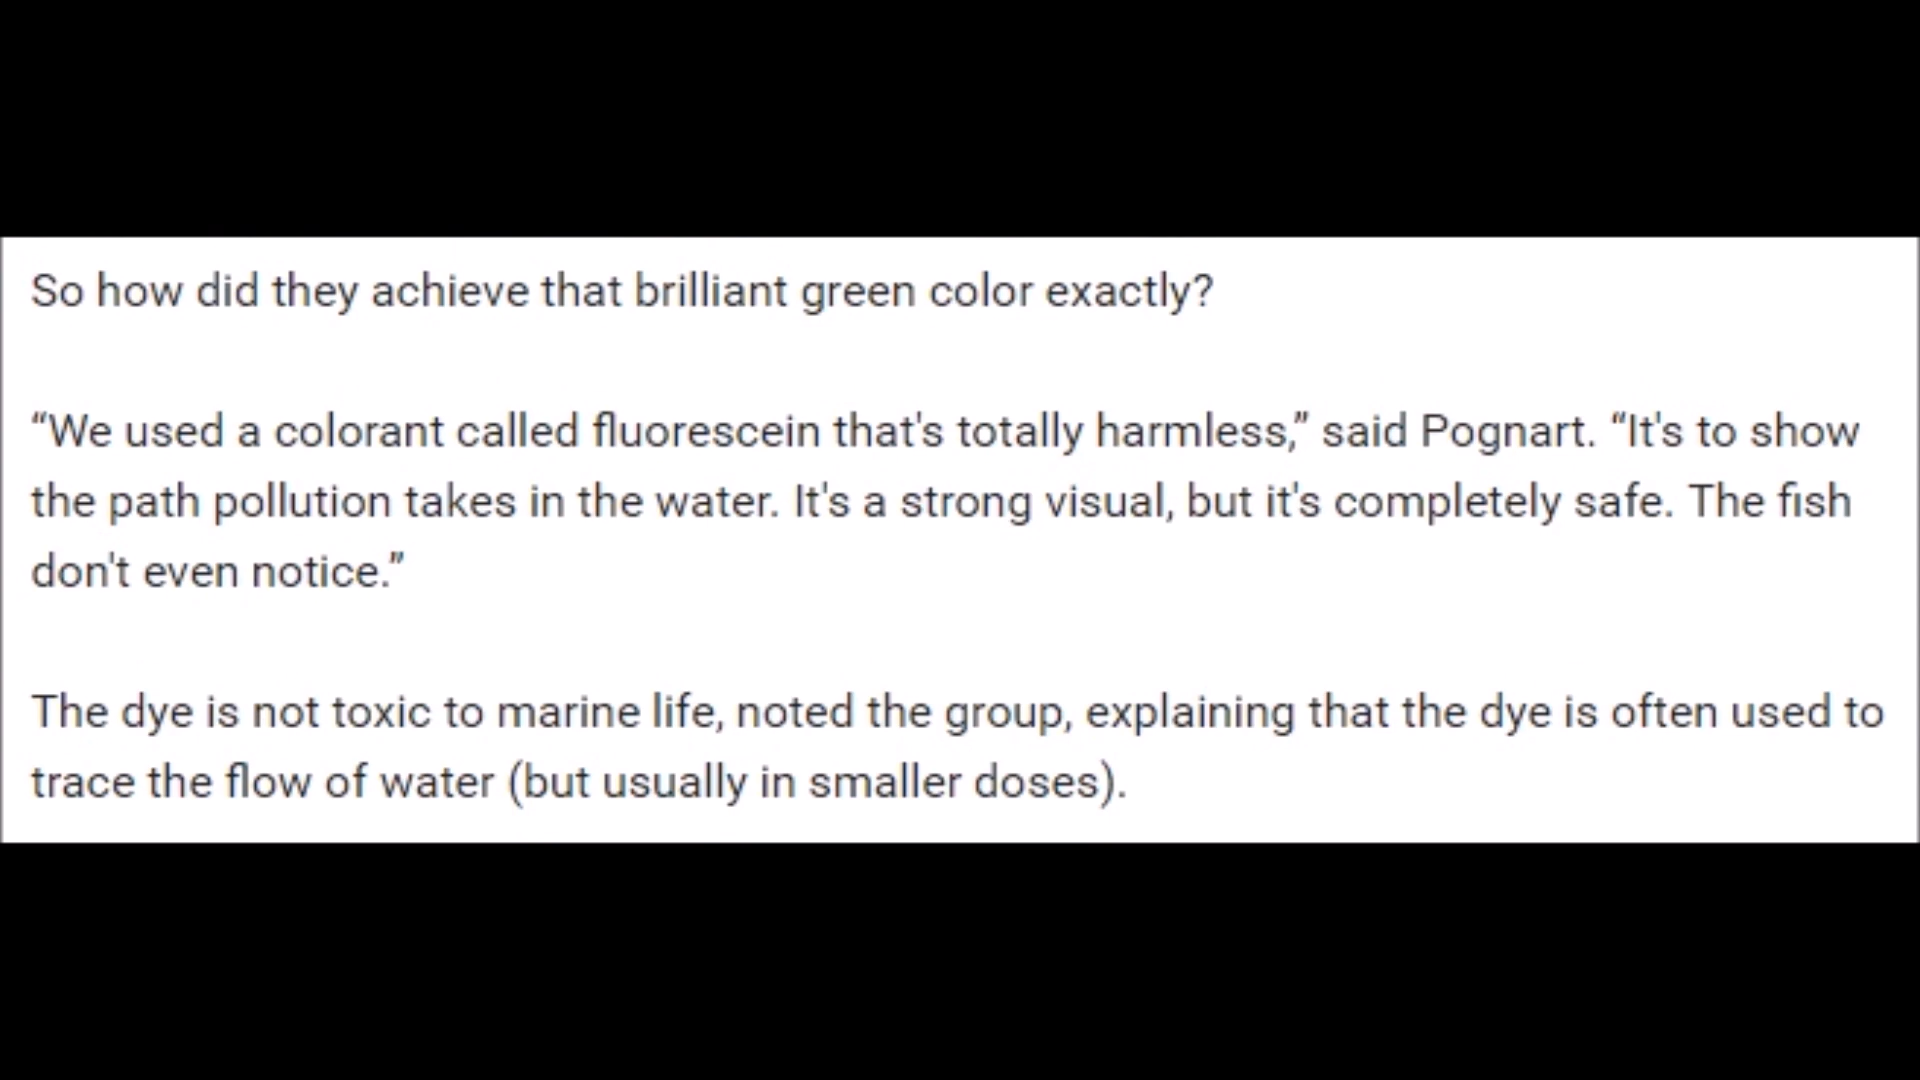 So how did they achieve that brilliant green color exactly?
“We used a colorant called fluorescein that's totally harmless,” said Pognart. “It's to show
the path pollution takes in the water. It's a strong visual, but it's completely safe. The fish
don't even notice.”
The dye is not toxic to marine life, noted the group, explaining that the dye is often used to
trace the flow of water (but usually in smaller doses).